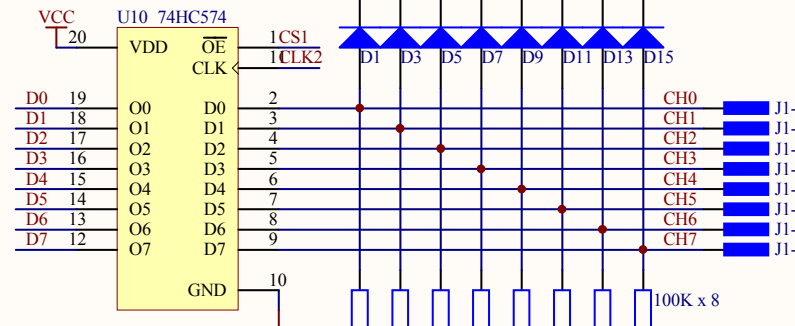 VCC
U10 74HC574
20 VDD OE 1 CS1
CLK 11 CLK2
D1 D3 D5 D7 D9 D11 D13 D15
D0 19 O0 D0 2 CH0 J1-
D1 18 O1 D1 3 CH1 J1-
D2 17 O2 D2 4 CH2 J1-
D3 16 O3 D3 5 CH3 J1-
D4 15 O4 D4 6 CH4 J1-
D5 14 O5 D5 7 CH5 J1-
D6 13 O6 D6 8 CH6 J1-
D7 12 O7 D7 9 CH7 J1-
GND 10
100K x 8